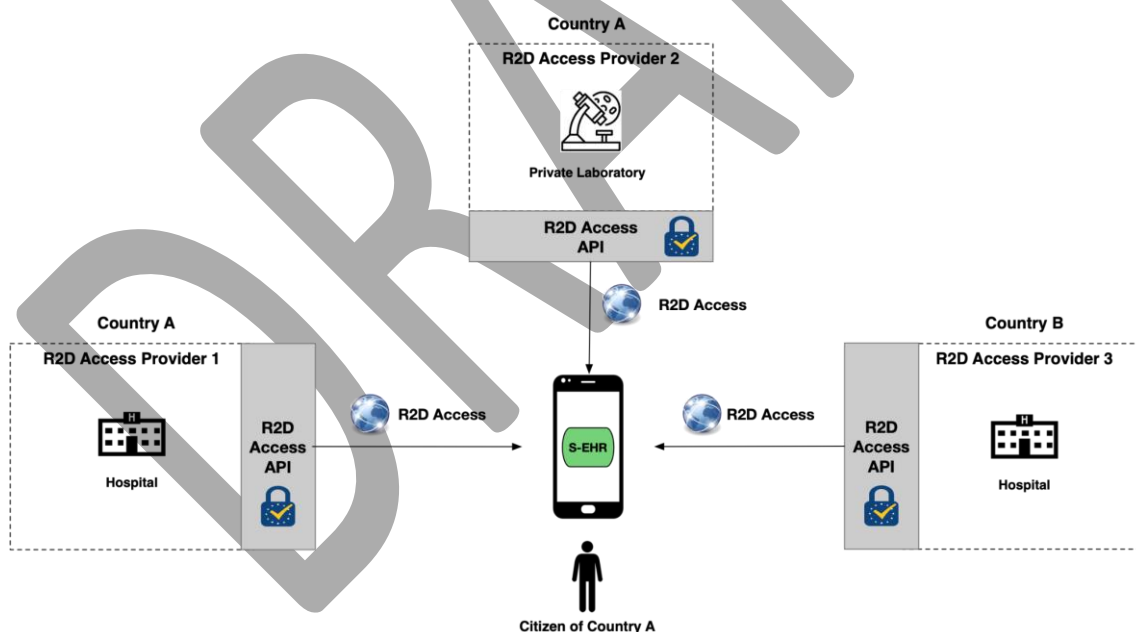 Country A
R2D Access Provider 2
Private Laboratory
R2D Access
API
R2D Access
Country A
R2D Access Provider 1
H
Hospital
R2D
Access
API
R2D Access
S-EHR
R2D Access
Country B
R2D Access Provider 3
R2D
Access
API
H
Hospital
Citizen of Country A
DRAF